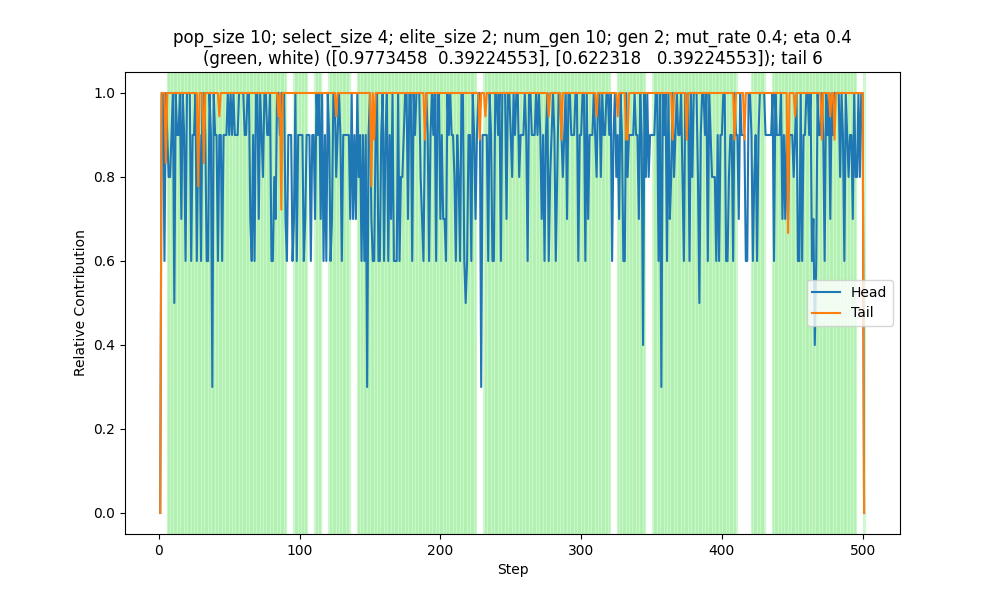 pop_size 10; select_size 4; elite_size 2; num_gen 10; gen 2; mut_rate 0.4; eta 0.4
(green, white) ([0.9773458  0.39224553], [0.622318   0.39224553]); tail 6
Relative Contribution
1.0
0.8
0.6
0.4
0.2
0.0
Head
Tail
0 100 200 300 400 500
Step